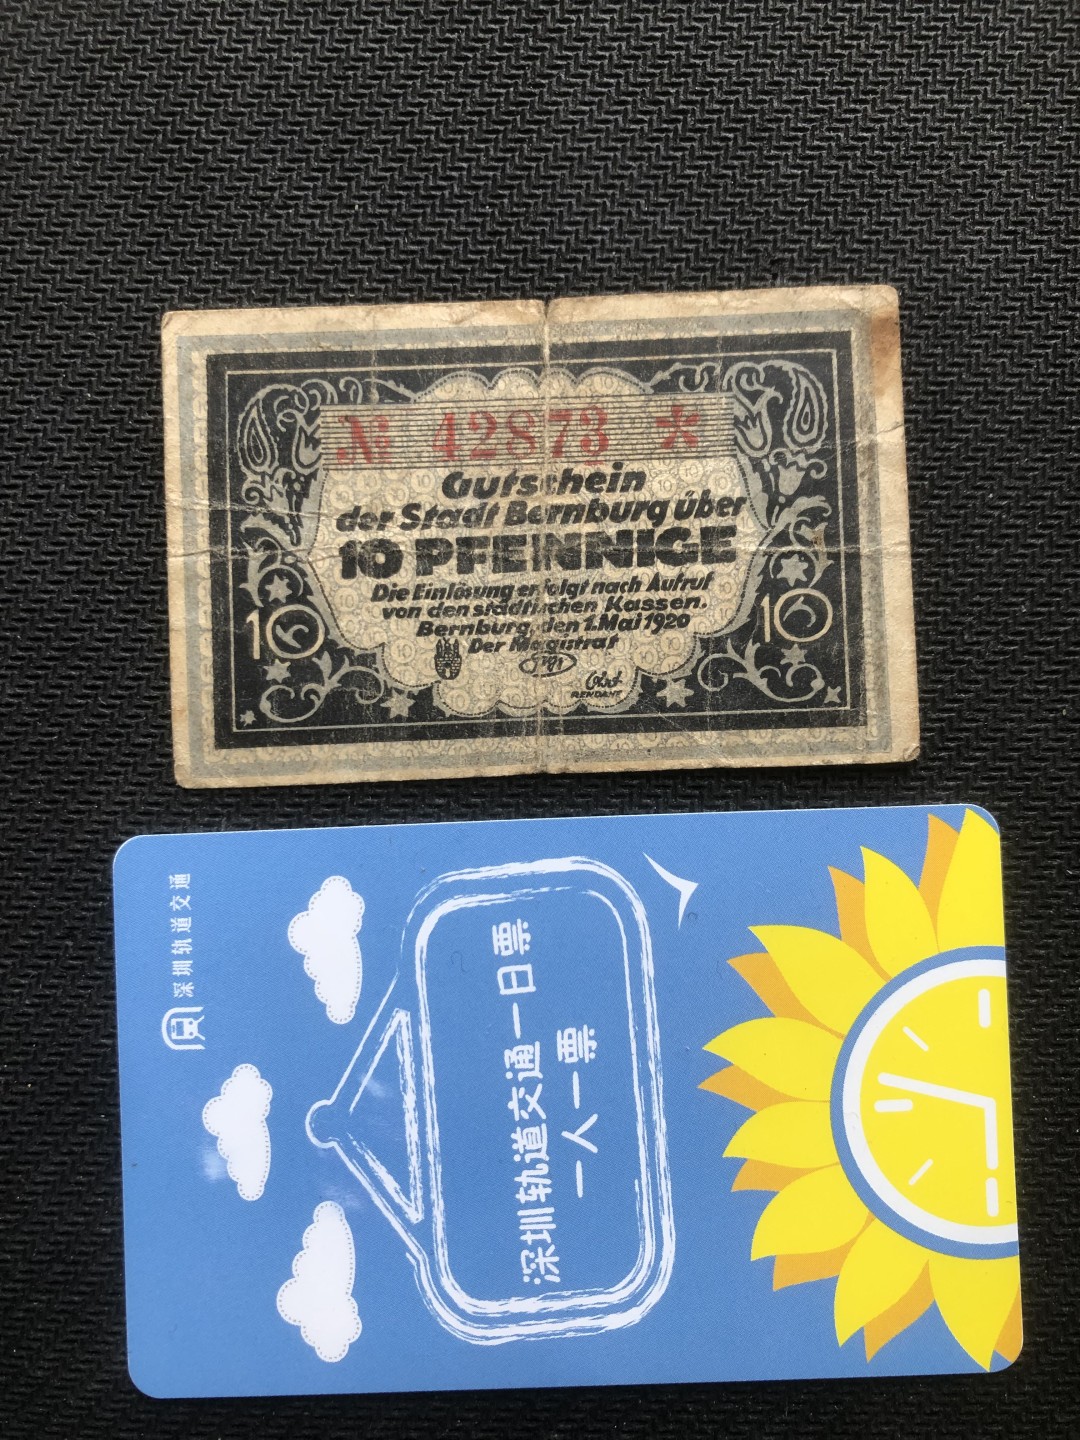 № 42873 *
Gutschein
der Stadt Bernburg über
10 PFENNIGE
Die Einlösung erfolgt nach Aufruf
von den städtischen Kassen.
Bernburg, den 1. Mai 1920
Der Magistrat
RENDANT
10
10
深圳轨道交通
深圳轨道交通一日票
一人一票